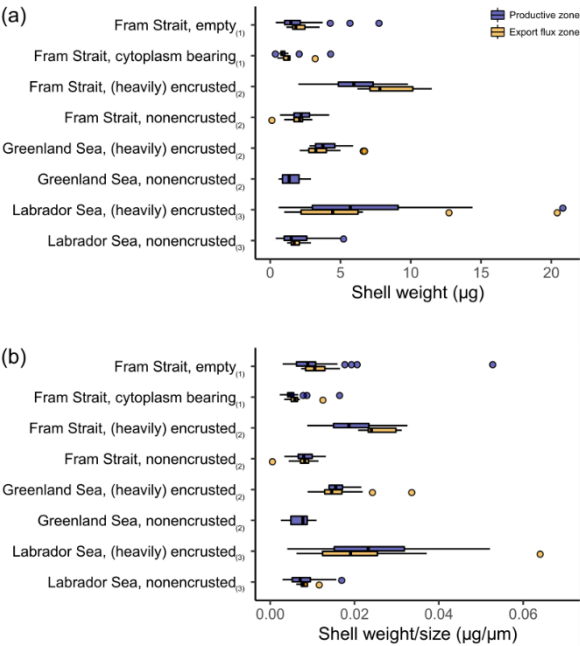 (a)
Productive zone
Export flux zone
Fram Strait, empty(1)
Fram Strait, cytoplasm bearing(1)
Fram Strait, (heavily) encrusted(2)
Fram Strait, nonencrusted(2)
Greenland Sea, (heavily) encrusted(2)
Greenland Sea, nonencrusted(2)
Labrador Sea, (heavily) encrusted(3)
Labrador Sea, nonencrusted(3)
0 5 10 15 20
Shell weight (µg)
(b)
Fram Strait, empty(1)
Fram Strait, cytoplasm bearing(1)
Fram Strait, (heavily) encrusted(2)
Fram Strait, nonencrusted(2)
Greenland Sea, (heavily) encrusted(2)
Greenland Sea, nonencrusted(2)
Labrador Sea, (heavily) encrusted(3)
Labrador Sea, nonencrusted(3)
0.00 0.02 0.04 0.06
Shell weight/size (µg/µm)